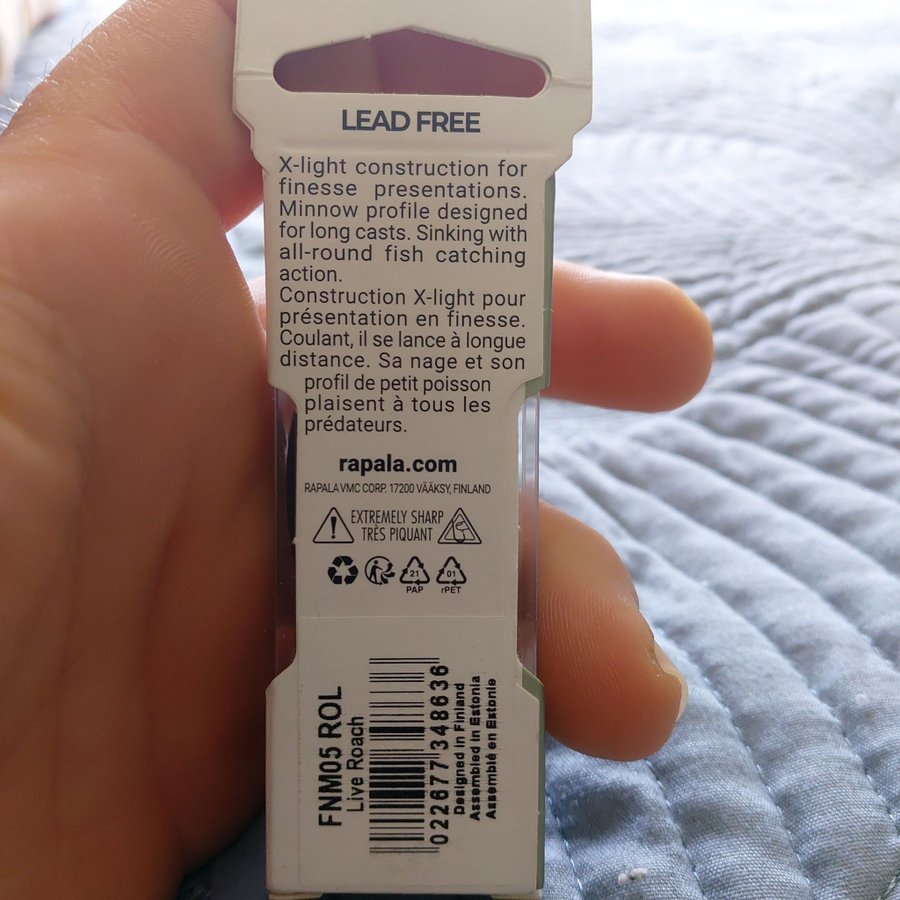 LEAD FREE
X-light construction for
finesse presentations.
Minnow profile designed
for long casts. Sinking with
all-round fish catching
action.
Construction X-light pour
présentation en finesse.
Coulant, il se lance à longue
distance. Sa nage et son
profil de petit poisson
plaisent à tous les
prédateurs.
rapala.com
RAPALA VMC CORP. 17200 VÄÄKSY, FINLAND
EXTREMELY SHARP
TRÈS PIQUANT
21
PAP
01
rPET
FNM05 ROL
Live Roach
022677348636
Designed in Finland
Assembled in Estonia
Assemblé en Estonie